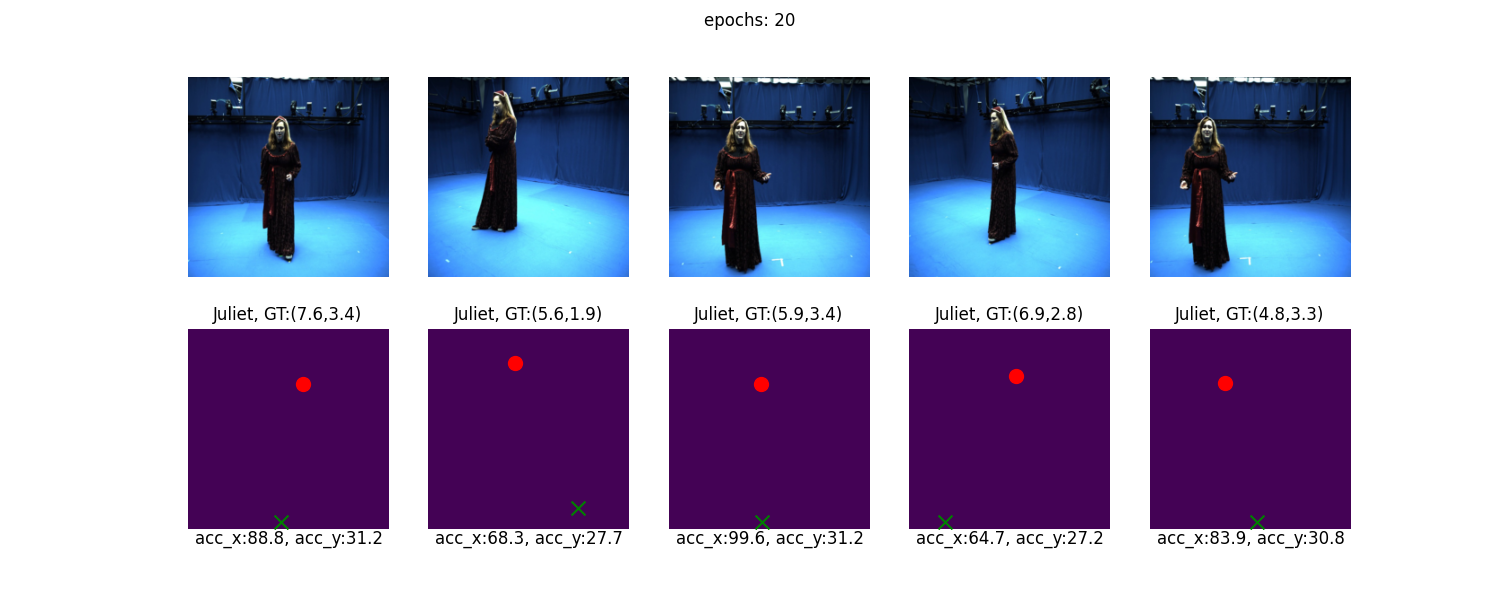 epochs: 20
Juliet, GT:(7.6,3.4)
Juliet, GT:(5.6,1.9)
Juliet, GT:(5.9,3.4)
Juliet, GT:(6.9,2.8)
Juliet, GT:(4.8,3.3)
acc_x:88.8, acc_y:31.2
acc_x:68.3, acc_y:27.7
acc_x:99.6, acc_y:31.2
acc_x:64.7, acc_y:27.2
acc_x:83.9, acc_y:30.8